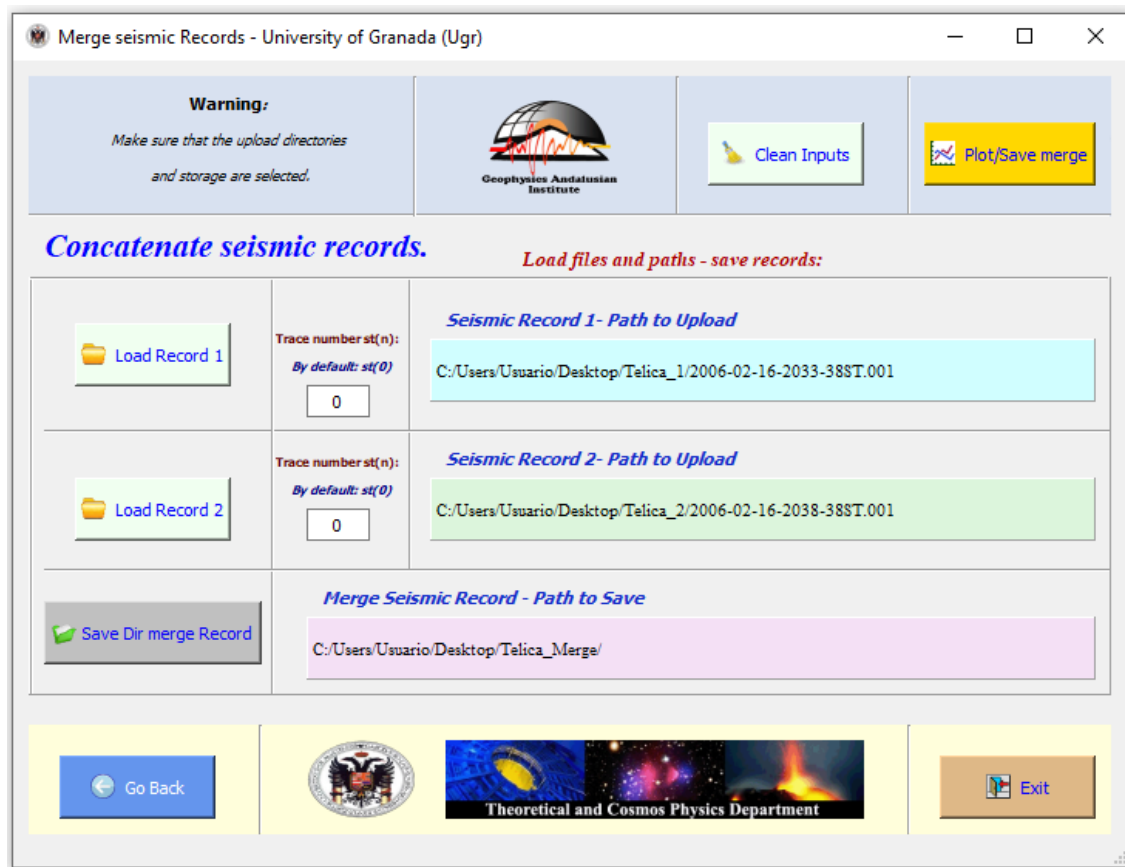 Merge seismic Records - University of Granada (Ugr)
Warning:
Make sure that the upload directories
and storage are selected.
Geophysics Andalusian
Institute
Clean Inputs
Plot/Save merge
Concatenate seismic records.
Load files and paths - save records:
Load Record 1
Trace number st(n):
By default: st(0)
0
Seismic Record 1- Path to Upload
C:/Users/Usuario/Desktop/Telica_1/2006-02-16-2033-38ST.001
Load Record 2
Trace number st(n):
By default: st(0)
0
Seismic Record 2- Path to Upload
C:/Users/Usuario/Desktop/Telica_2/2006-02-16-2038-38ST.001
Save Dir merge Record
Merge Seismic Record - Path to Save
C:/Users/Usuario/Desktop/Telica_Merge/
Go Back
Theoretical and Cosmos Physics Department
Exit